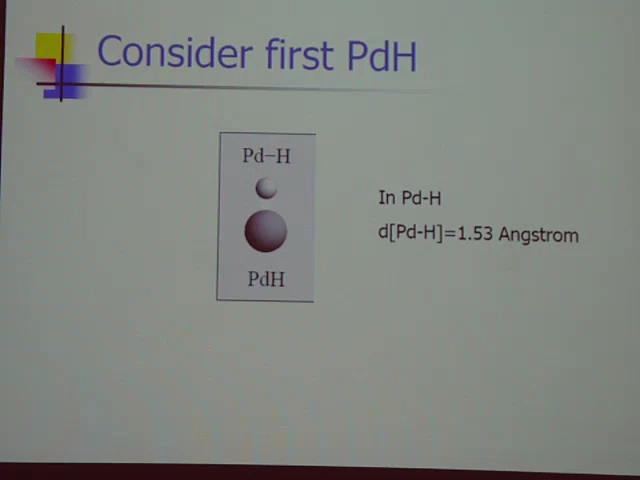 Consider first PdH
Pd−H
PdH
In Pd-H
d[Pd-H]=1.53 Angstrom